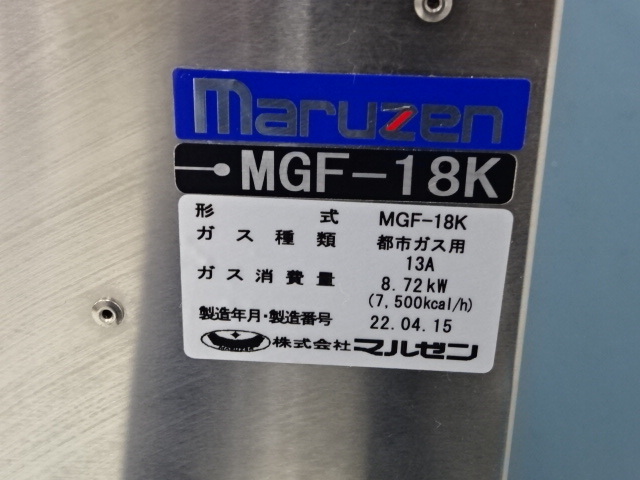 maruzen
MGF-18K
形式 MGF-18K
ガス種類 都市ガス用
13A
ガス消費量 8.72kW
(7,500kcal/h)
製造年月・製造番号 22.04.15
株式会社マルゼン